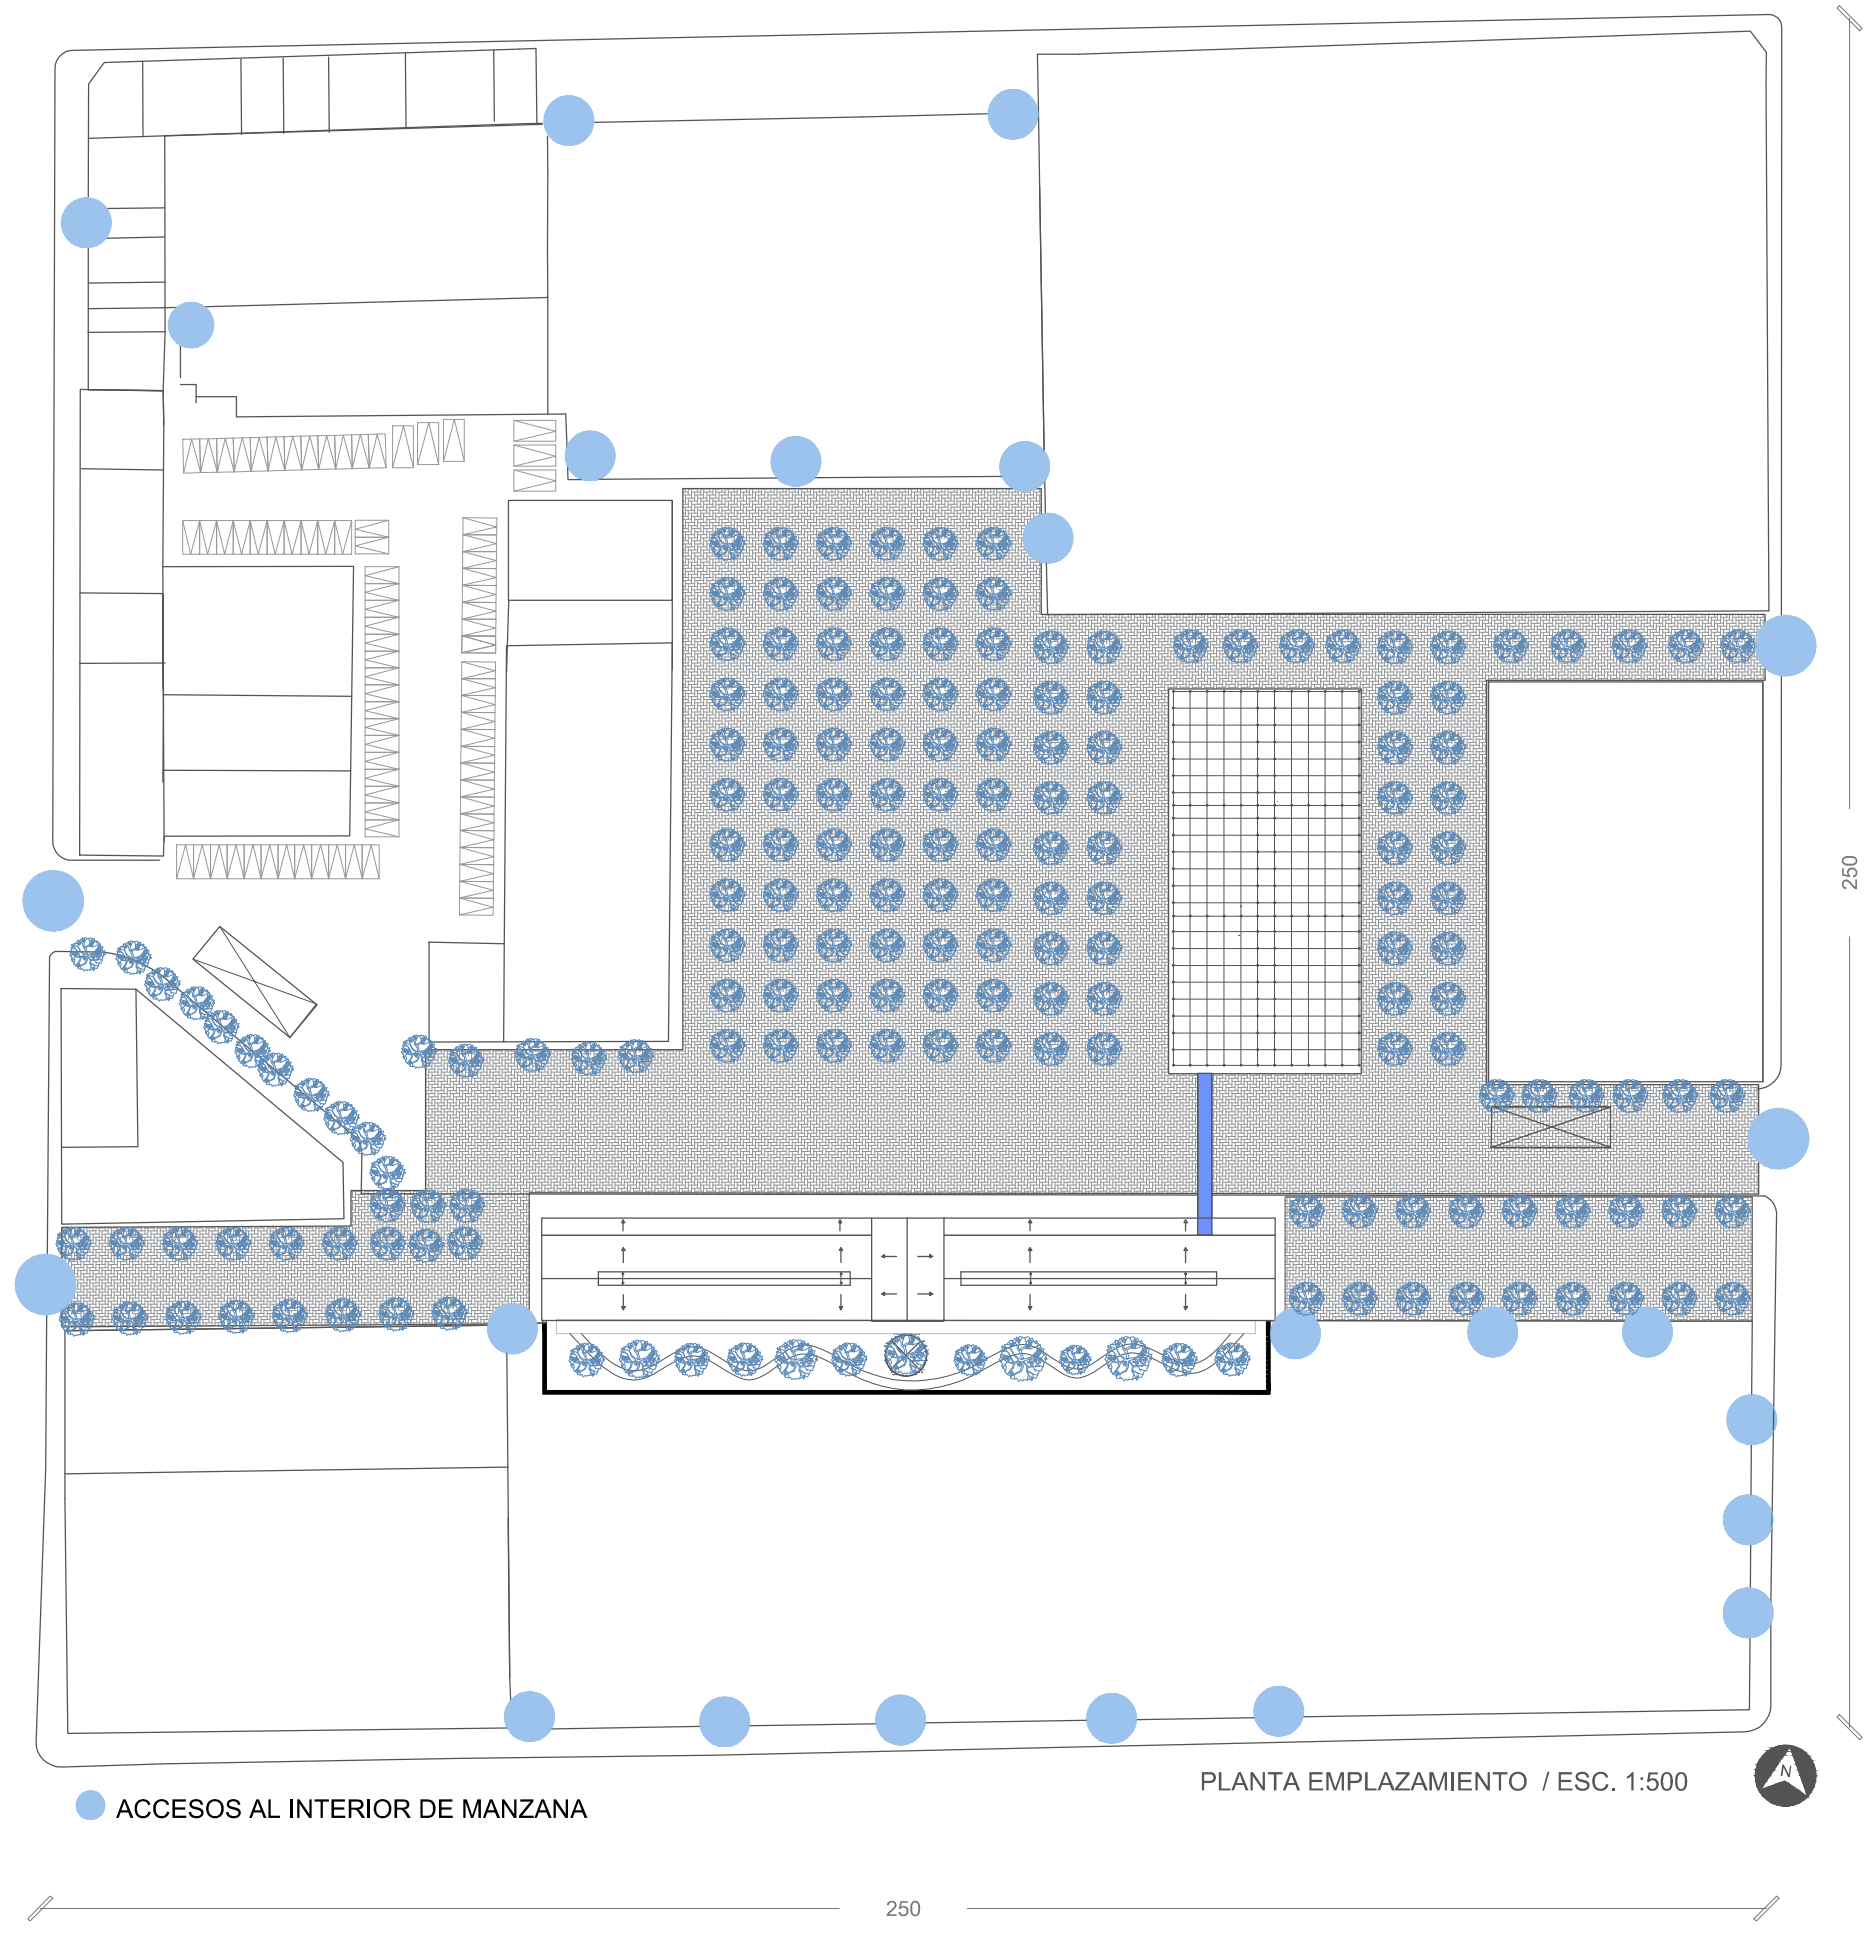 250
PLANTA EMPLAZAMIENTO / ESC. 1:500
N
ACCESOS AL INTERIOR DE MANZANA
250